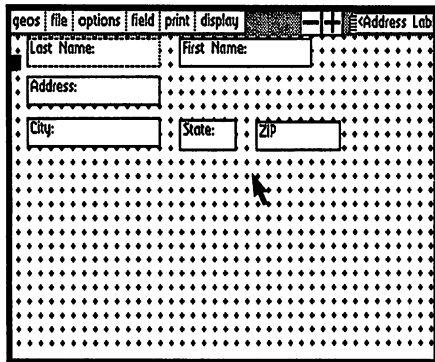 geos file options field print display <Address Lab
Last Name: First Name:
Address:
City: State: ZIP